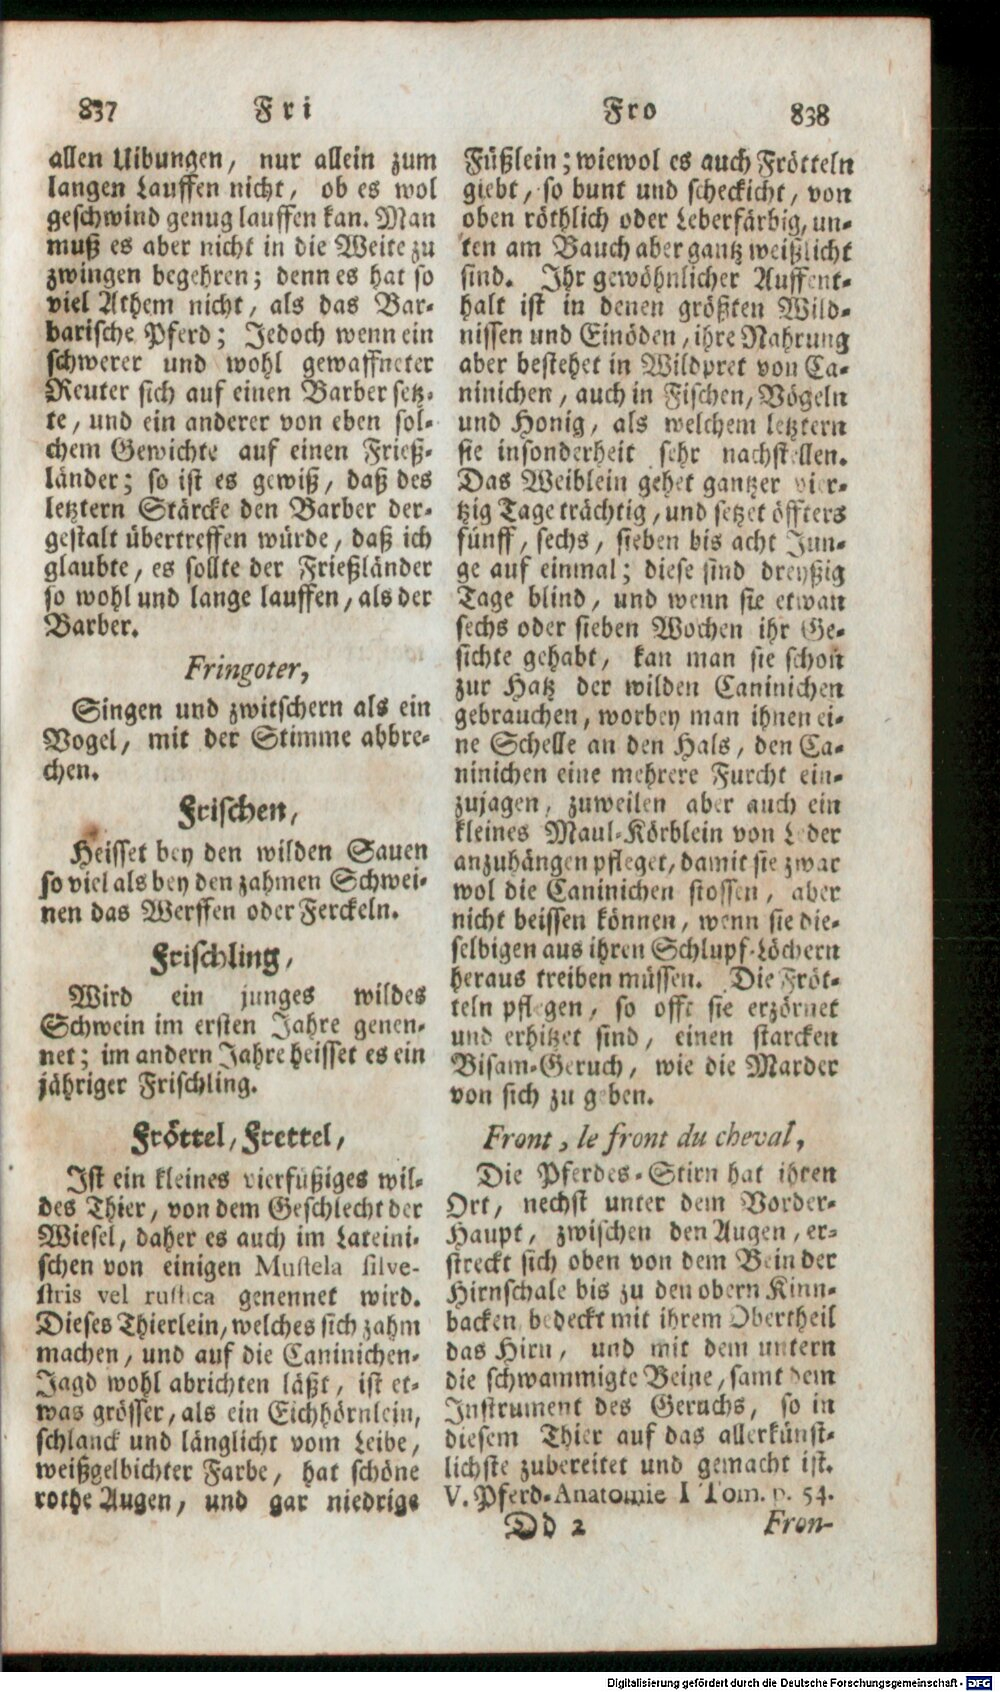 837 Fri
allen Uibungen, nur allein zum
langen Lauffen nicht, ob es wol
geschwind genug lauffen kan. Man
muß es aber nicht in die Weite zu
zwingen begehren; denn es hat so
viel Athem nicht, als das Bar-
barische Pferd; Jedoch wenn ein
schwerer und wohl gewaffneter
Reuter sich auf einen Barber setz-
te, und ein anderer von eben sol-
chem Gewichte auf einen Frieß-
länder; so ist es gewiß, daß des
letztern Stärcke den Barber der-
gestalt übertreffen würde, daß ich
glaubte, es sollte der Frießländer
so wohl und lange lauffen, als der
Barber.
Fringoter,
Singen und zwitschern als ein
Vogel, mit der Stimme abbre-
chen.
Frischen,
Heisset bey den wilden Sauen
so viel als bey den zahmen Schwei-
nen das Werffen oder Ferckeln.
Frischling,
Wird ein junges wildes
Schwein im ersten Jahre genen-
net; im andern Jahre heisset es ein
jähriger Frischling.
Fröttel, Frettel,
Ist ein kleines vierfüßiges wil-
des Thier, von dem Geschlecht der
Wiesel, daher es auch im Lateini-
schen von einigen Mustela silve-
stris vel rustica genennet wird.
Dieses Thierlein, welches sich zahm
machen, und auf die Caninichen-
Jagd wohl abrichten läßt, ist et-
was grösser, als ein Eichhörnlein,
schlanck und länglicht vom Leibe,
weißgelbichter Farbe, hat schöne
rothe Augen, und gar niedrige
Fro 838
Füßlein; wiewol es auch Frötteln
giebt, so bunt und scheckicht, von
oben röthlich oder Leberfärbig, un-
ten am Bauch aber gantz weißlicht
sind. Ihr gewöhnlicher Auffent-
halt ist in denen größten Wild-
nissen und Einöden, ihre Nahrung
aber bestehet in Wildpret von Ca-
ninichen, auch in Fischen, Vögeln
und Honig, als welchem letztern
sie insonderheit sehr nachstellen.
Das Weiblein gehet gantzer vier-
tzig Tage trächtig, und setzet öffters
fünff, sechs, sieben bis acht Jun-
ge auf einmal; diese sind dreyßig
Tage blind, und wenn sie etwan
sechs oder sieben Wochen ihr Ge-
sichte gehabt, kan man sie schon
zur Hatz der wilden Caninichen
gebrauchen, worbey man ihnen ei-
ne Schelle an den Hals, den Ca-
ninichen eine mehrere Furcht ein-
zujagen, zuweilen aber auch ein
kleines Maul-Körblein von Leder
anzuhängen pfleget, damit sie zwar
wol die Caninichen stossen, aber
nicht beissen können, wenn sie die-
selbigen aus ihren Schlupf-Löchern
heraus treiben müssen. Die Fröt-
teln pflegen, so offt sie erzörnet
und erhitzet sind, einen starcken
Bisam-Geruch, wie die Marder
von sich zu geben.
Front, le front du cheval,
Die Pferdes-Stirn hat ihren
Ort, nechst unter dem Vorder-
Haupt, zwischen den Augen, er-
streckt sich oben von dem Bein der
Hirnschale bis zu den obern Kinn-
backen, bedeckt mit ihrem Obertheil
das Hirn, und mit dem untern
die schwammigte Beine, samt dem
Instrument des Geruchs, so in
diesem Thier auf das allerkünst-
lichste zubereitet und gemacht ist.
V. Pferd-Anatomie I Tom. p. 54.
Dd 2 Fron-
Digitalisierung gefördert durch die Deutsche Forschungsgemeinschaft - DFG